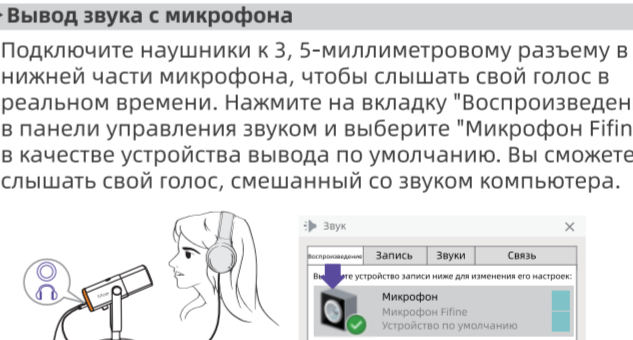 Вывод звука с микрофона
Подключите наушники к 3, 5-миллиметровому разъему в
нижней части микрофона, чтобы слышать свой голос в
реальном времени. Нажмите на вкладку "Воспроизведен
в панели управления звуком и выберите "Микрофон Fifin
в качестве устройства вывода по умолчанию. Вы сможете
слышать свой голос, смешанный со звуком компьютера.
Звук
Воспроизведение Запись Звуки Связь
устройство записи ниже для изменения его настроек:
Микрофон
Микрофон Fifine
Устройство по умолчанию